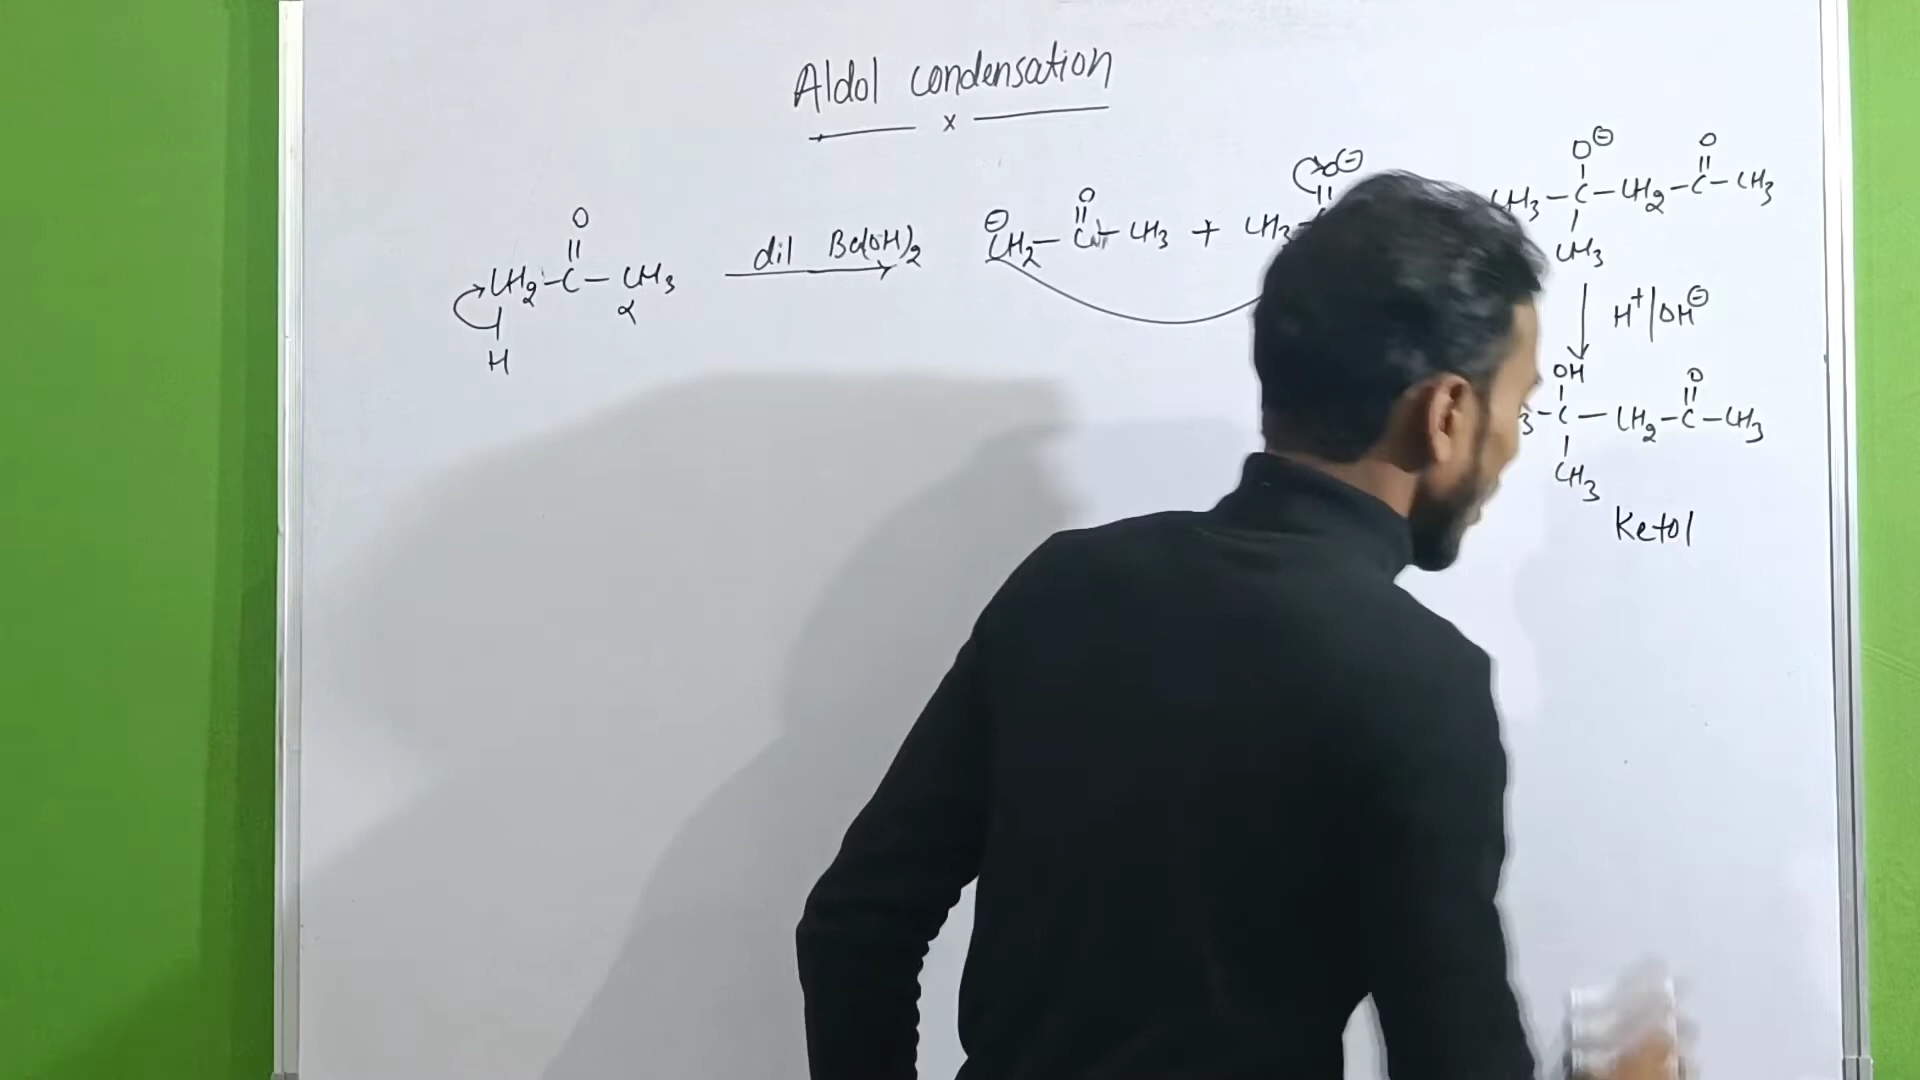 Aldol condensation
x
O
||
CH2-C-CH3
α
|
H
dil Ba(OH)2
⊖
O
||
CH2-C-CH3 + CH3
O⊖
||
O⊖
|
CH3-C-CH2-C-CH3
O
||
|
CH3
H+/OH⊖
OH
|
3-C-CH2-C-CH3
O
||
|
CH3
Ketol